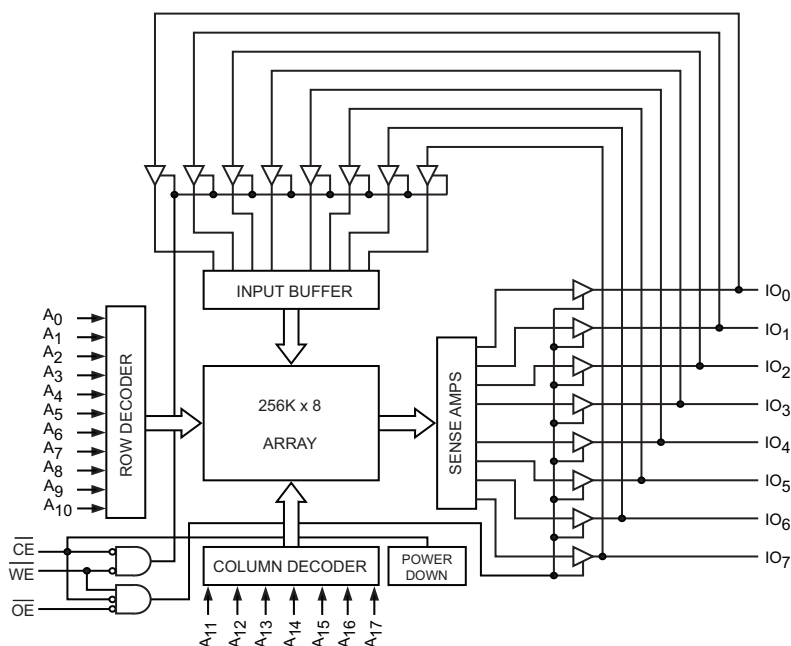 INPUT BUFFER
A0
A1
A2
A3
A4
A5
A6
A7
A8
A9
A10
ROW DECODER
256K x 8
ARRAY
SENSE AMPS
IO0
IO1
IO2
IO3
IO4
IO5
IO6
IO7
CE
WE
OE
COLUMN DECODER
POWER
DOWN
A11
A12
A13
A14
A15
A16
A17